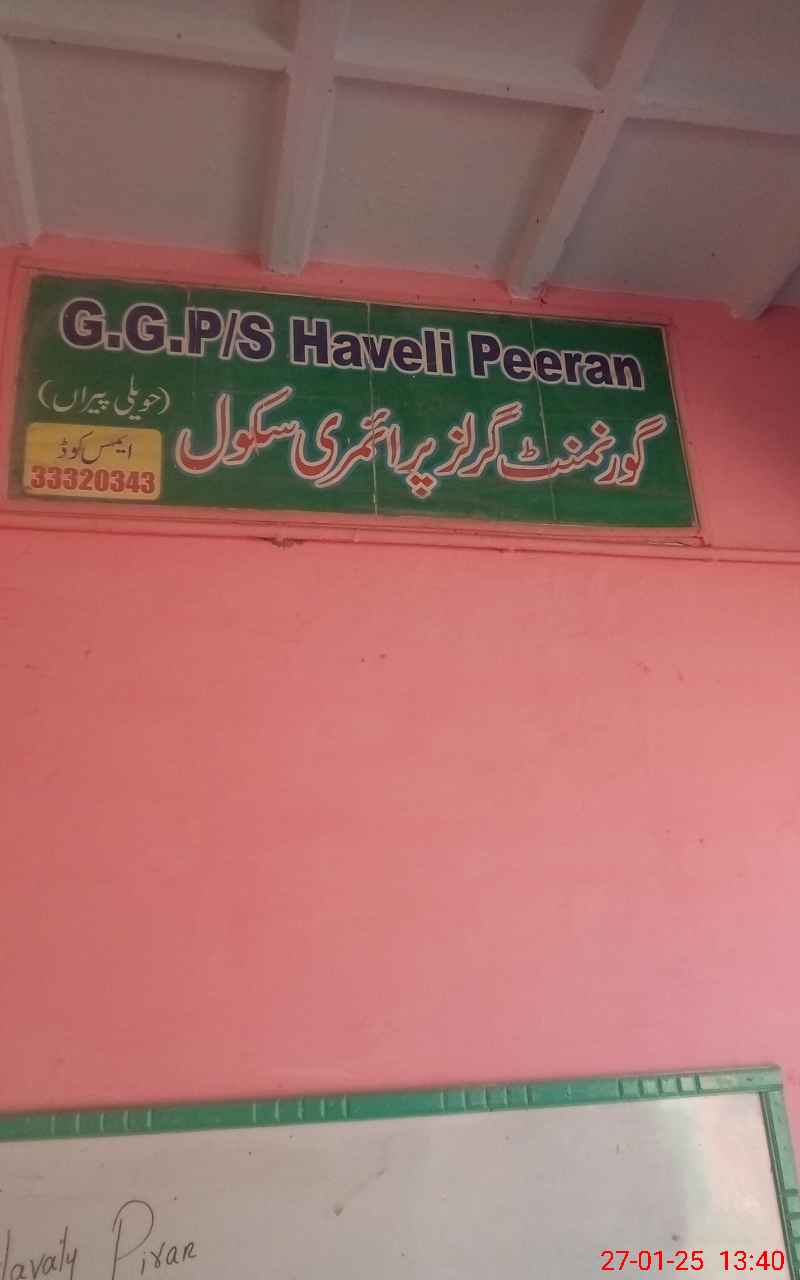 G.G.P/S Haveli Peeran
گورنمنٹ گرلز پرائمری سکول
(حویلی پیراں)
ایمس کوڈ
33320343
Piran
27-01-25 13:40